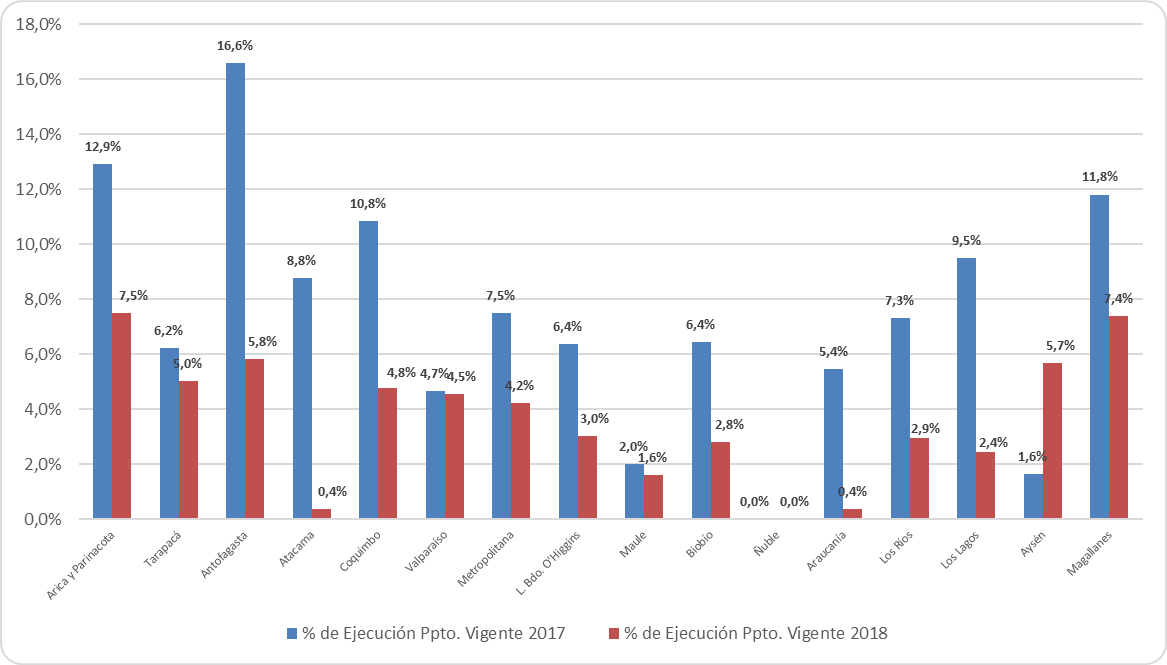 18,0%
16,0%
14,0%
12,0%
10,0%
8,0%
6,0%
4,0%
2,0%
0,0%
12,9%
7,5%
6,2%
5,0%
16,6%
5,8%
8,8%
0,4%
10,8%
4,8%
4,7%
4,5%
7,5%
4,2%
6,4%
3,0%
2,0%
1,6%
6,4%
2,8%
0,0%
0,0%
5,4%
0,4%
7,3%
2,9%
9,5%
2,4%
1,6%
5,7%
11,8%
7,4%
Arica y Parinacota
Tarapacá
Antofagasta
Atacama
Coquimbo
Valparaíso
Metropolitana
L. Bdo. O'Higgins
Maule
Biobío
Ñuble
Araucanía
Los Ríos
Los Lagos
Aysén
Magallanes
% de Ejecución Ppto. Vigente 2017
% de Ejecución Ppto. Vigente 2018